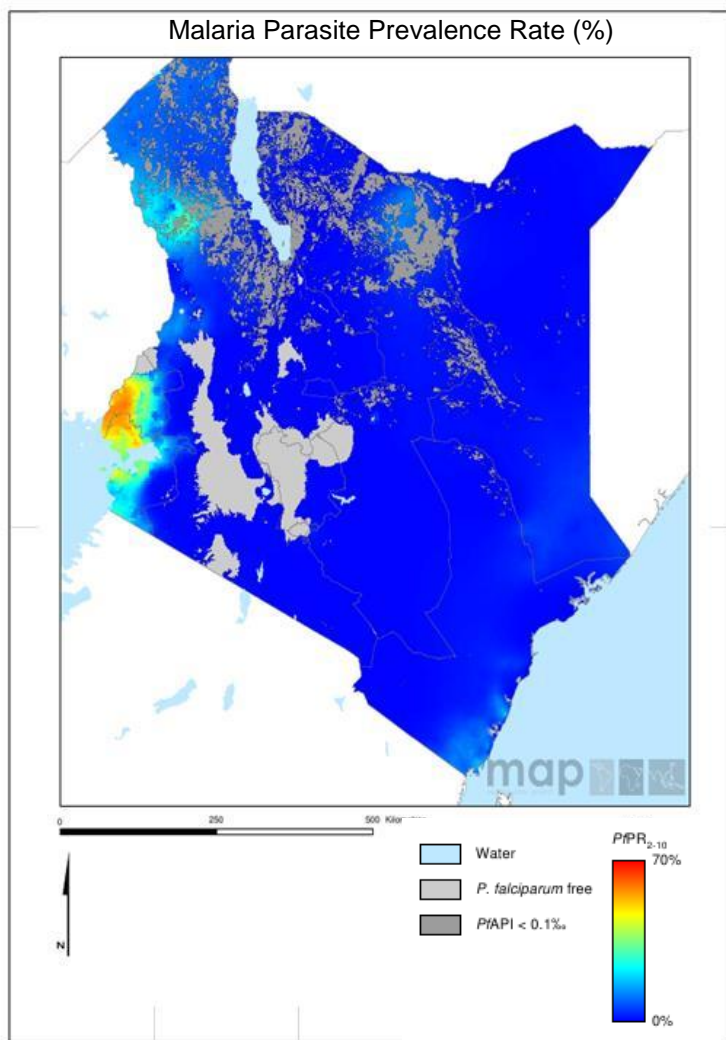 Malaria Parasite Prevalence Rate (%)
map
0
250
500
Water
P. falciparum free
PfAPI < 0.1‰
PfPR2-10
70%
0%
N